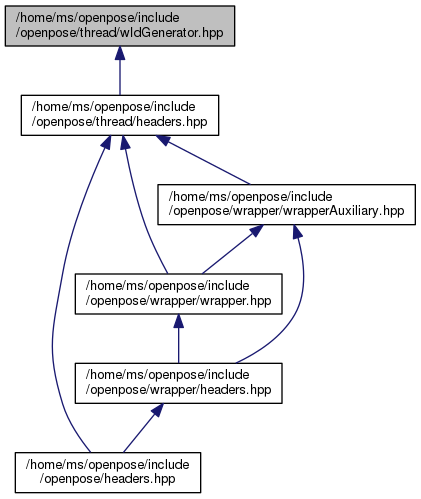 /home/ms/openpose/include
/openpose/thread/wIdGenerator.hpp
/home/ms/openpose/include
/openpose/thread/headers.hpp
/home/ms/openpose/include
/openpose/wrapper/wrapperAuxiliary.hpp
/home/ms/openpose/include
/openpose/wrapper/wrapper.hpp
/home/ms/openpose/include
/openpose/wrapper/headers.hpp
/home/ms/openpose/include
/openpose/headers.hpp